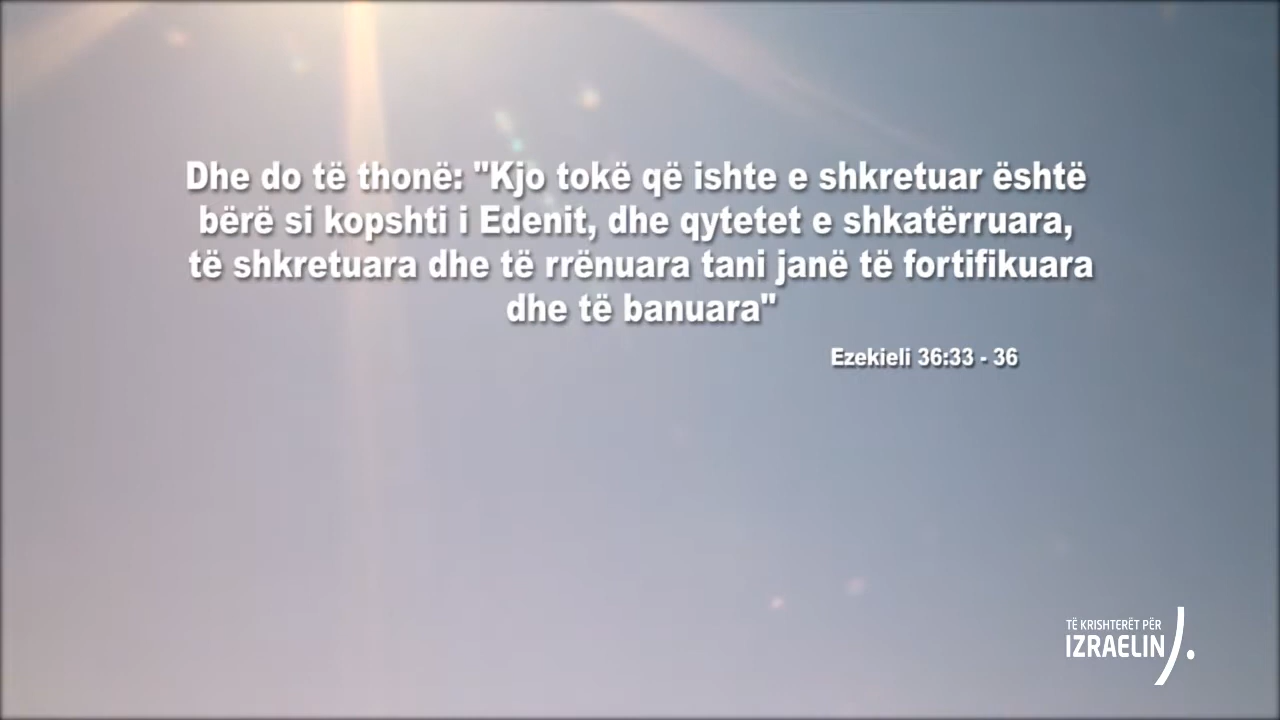 Dhe do të thonë: "Kjo tokë që ishte e shkretuar është
bërë si kopshti i Edenit, dhe qytetet e shkatërruara,
të shkretuara dhe të rrënuara tani janë të fortifikuara
dhe të banuara"
Ezekieli 36:33 - 36
TË KRISHTERËT PËR
IZRAELIN